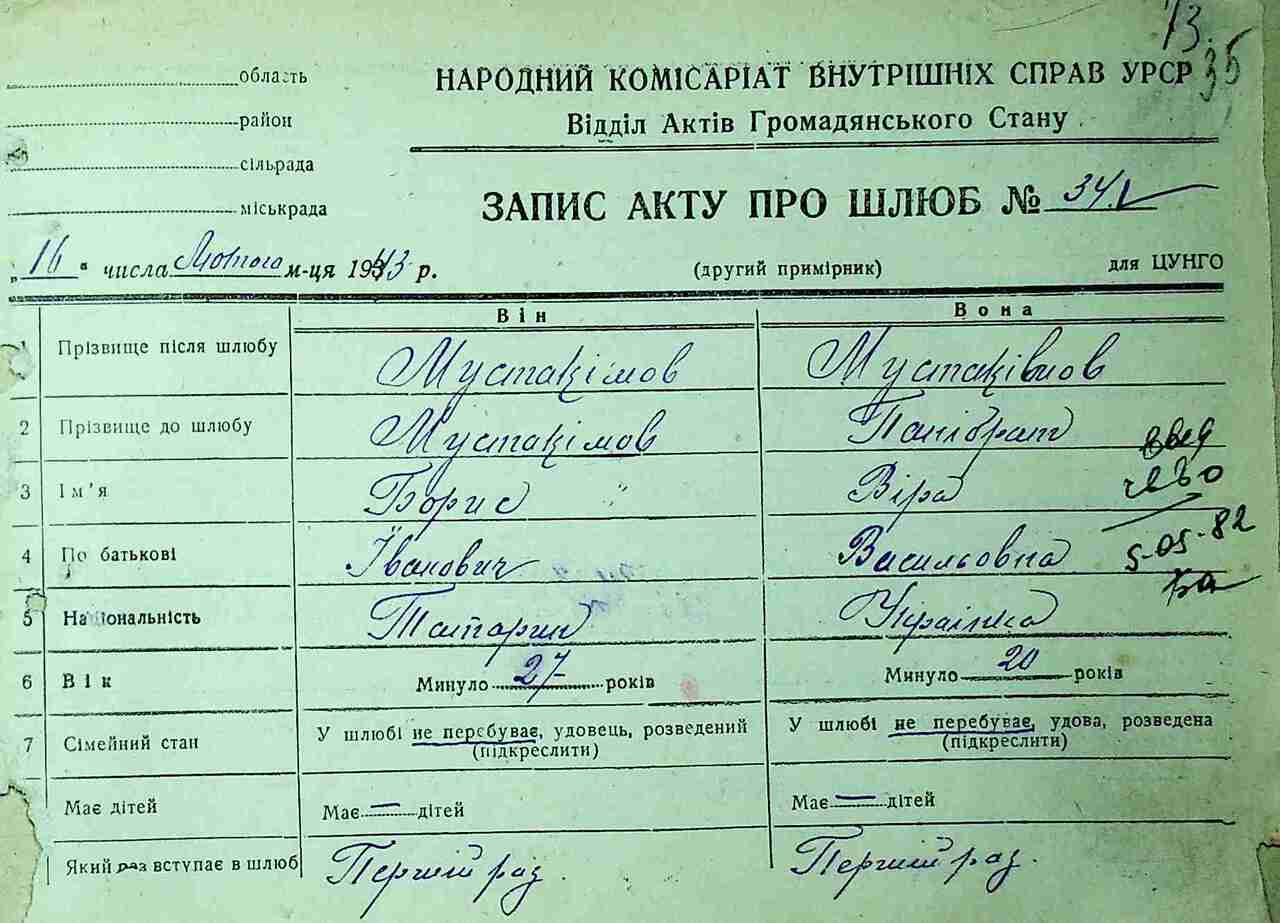 73.
35
область
район
сільрада
міськрада
НАРОДНИЙ КОМІСАРІАТ ВНУТРІШНІХ СПРАВ УРСР
Відділ Актів Громадянського Стану
ЗАПИС АКТУ ПРО ШЛЮБ № 34
„16“ числа Лютого м-ця 1943 р.
(другий примірник)
для ЦУНГО
Він
Вона
1 Прізвище після шлюбу Мустакімов Мустаківмов
2 Прізвище до шлюбу Мустакімов Панібрат
3 Ім'я Борис Віра
4 По батькові Іванович Васильовна
5-05-82
5 Національність Татарин Українка
6 Вік Минуло 27 років Минуло 20 років
7 Сімейний стан У шлюбі не перебуває, удовець, розведений У шлюбі не перебуває, удова, розведена
(підкреслити) (підкреслити)
Має дітей Має — дітей Має — дітей
Який раз вступає в шлюб Перший раз Перший раз.